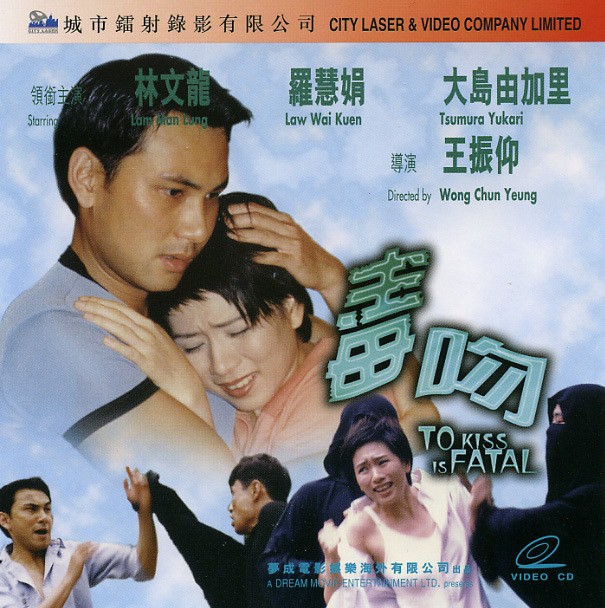 CITY LASER
城市鐳射錄影有限公司 CITY LASER & VIDEO COMPANY LIMITED
領銜主演 林文龍 羅慧娟 大島由加里
Starring Lam Man Lung Law Wai Kuen Tsumura Yukari
導演 王振仰
Directed by Wong Chun Yeung
毒吻
TO KISS
IS FATAL
夢成電影娛樂海外有限公司出品
A DREAM MOVIE ENTERTAINMENT LTD. presents
VIDEO CD